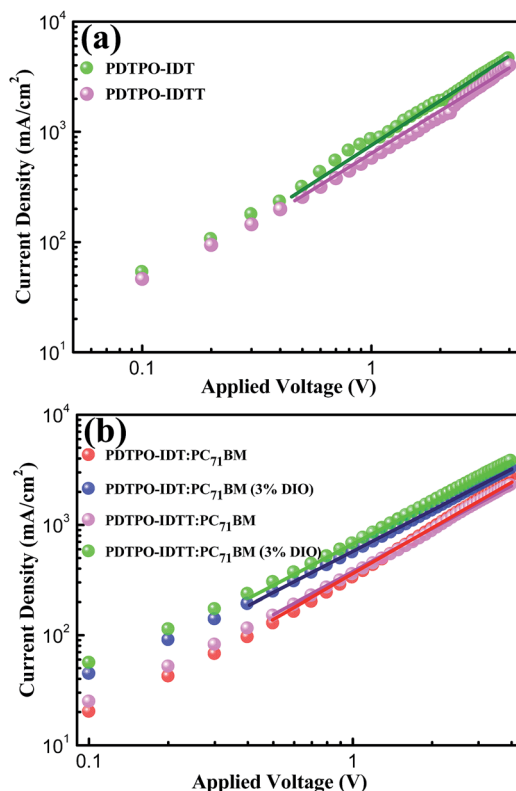 (a)
PDTPO-IDT
PDTPO-IDTT
Current Density (mA/cm²)
10⁴
10³
10²
10¹
0.1 1
Applied Voltage (V)
(b)
PDTPO-IDT:PC₇₁BM
PDTPO-IDT:PC₇₁BM (3% DIO)
PDTPO-IDTT:PC₇₁BM
PDTPO-IDTT:PC₇₁BM (3% DIO)
Current Density (mA/cm²)
10⁴
10³
10²
10¹
0.1 1
Applied Voltage (V)